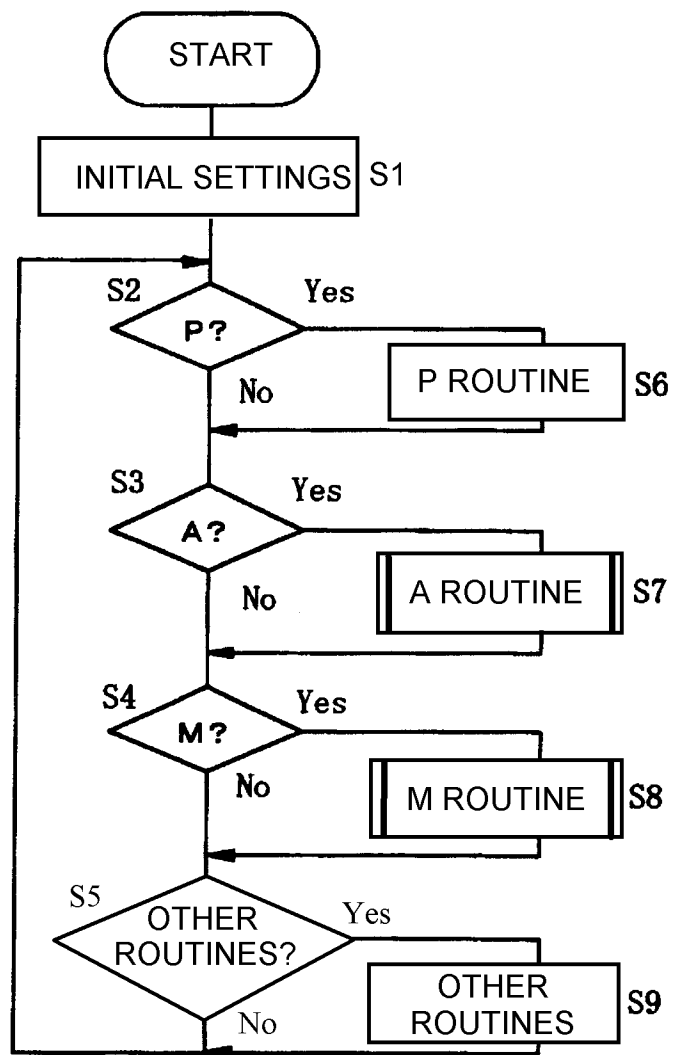 START
INITIAL SETTINGS S1
S2 Yes
P?
P ROUTINE S6
No
S3 Yes
A?
A ROUTINE S7
No
S4 Yes
M?
M ROUTINE S8
No
S5 Yes
OTHER
ROUTINES?
OTHER
ROUTINES S9
No